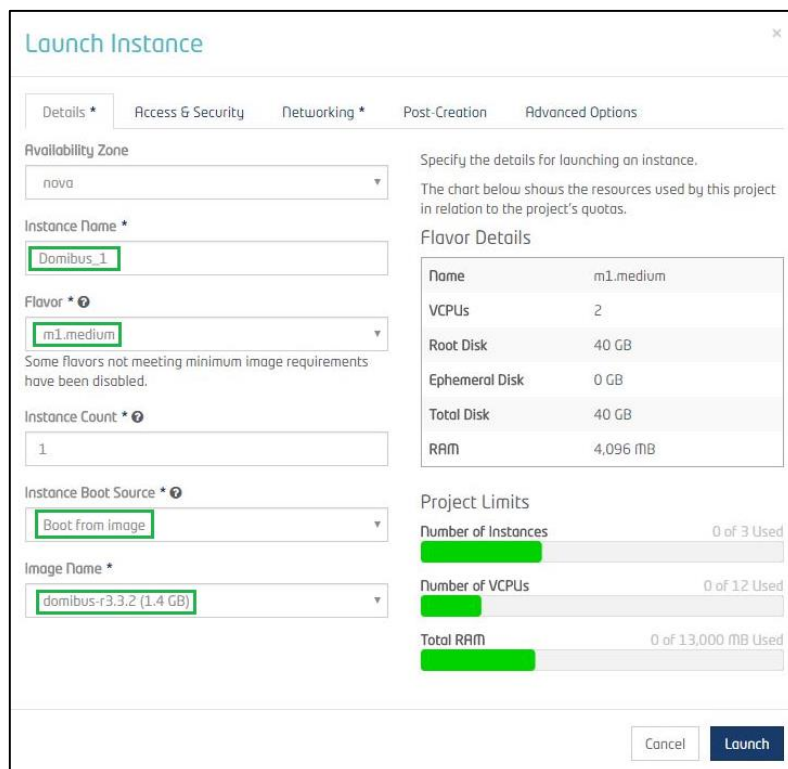 Launch Instance
×
Details *
Access & Security
Networking *
Post-Creation
Advanced Options
Availability Zone
nova
Instance Name *
Domibus_1
Flavor * ?
m1.medium
Some flavors not meeting minimum image requirements
have been disabled.
Instance Count * ?
1
Instance Boot Source * ?
Boot from image
Image Name *
domibus-r3.3.2 (1.4 GB)
Specify the details for launching an instance.
The chart below shows the resources used by this project
in relation to the project's quotas.
Flavor Details
Name m1.medium
VCPUs 2
Root Disk 40 GB
Ephemeral Disk 0 GB
Total Disk 40 GB
RAM 4,096 MB
Project Limits
Number of Instances 0 of 3 Used
Number of VCPUs 0 of 12 Used
Total RAM 0 of 13,000 MB Used
Cancel
Launch